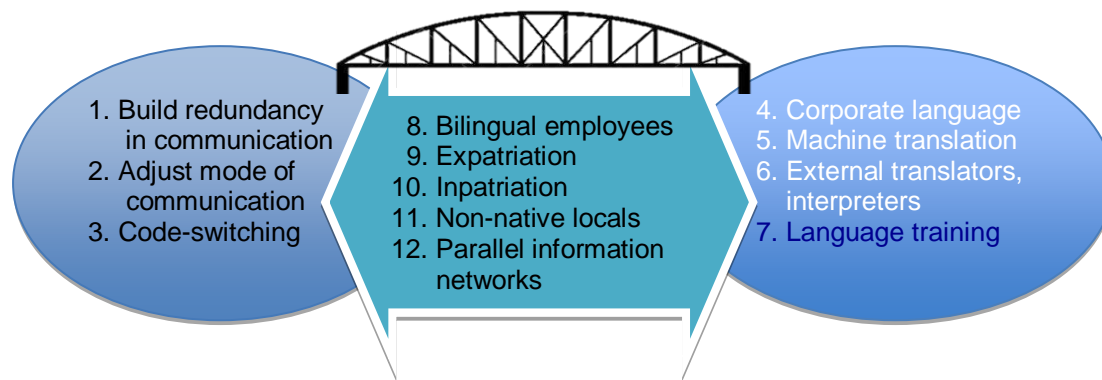 1. Build redundancy
in communication
2. Adjust mode of
communication
3. Code-switching
8. Bilingual employees
9. Expatriation
10. Inpatriation
11. Non-native locals
12. Parallel information
networks
4. Corporate language
5. Machine translation
6. External translators,
interpreters
7. Language training